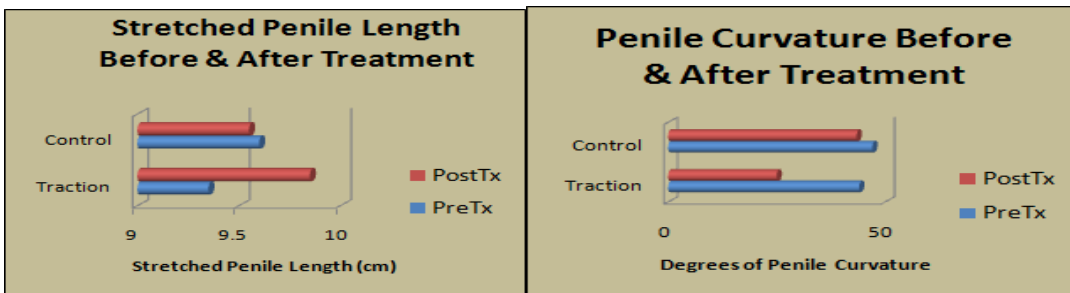 Stretched Penile Length
Before & After Treatment
Control
Traction
PostTx
PreTx
9
9.5
10
Stretched Penile Length (cm)
Penile Curvature Before
& After Treatment
Control
Traction
PostTx
PreTx
0
50
Degrees of Penile Curvature